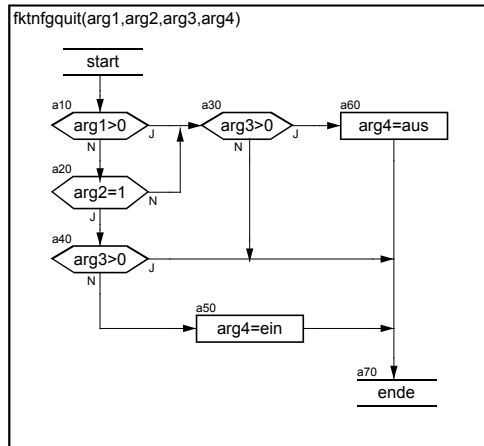 fktnfgquit(arg1,arg2,arg3,arg4)
start
a10
arg1>0
J
N
a30
arg3>0
J
N
a60
arg4=aus
a20
arg2=1
N
J
a40
arg3>0
J
N
a50
arg4=ein
a70
ende